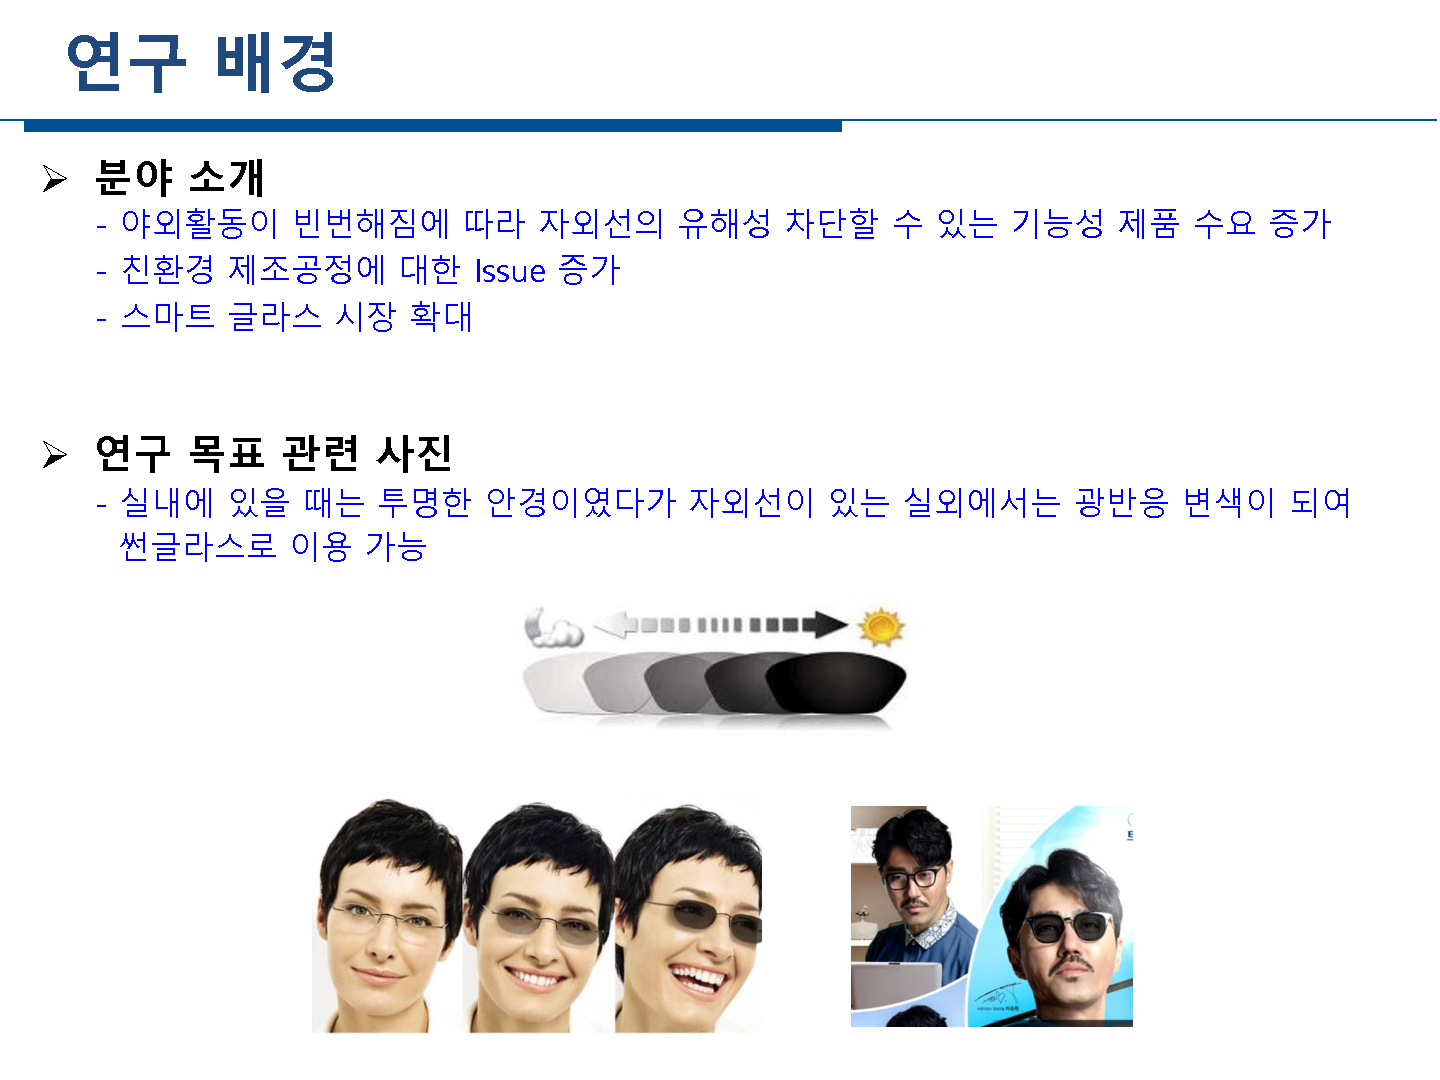 연구 배경
➢ 분야 소개
- 야외활동이 빈번해짐에 따라 자외선의 유해성 차단할 수 있는 기능성 제품 수요 증가
- 친환경 제조공정에 대한 Issue 증가
- 스마트 글라스 시장 확대
➢ 연구 목표 관련 사진
- 실내에 있을 때는 투명한 안경이였다가 자외선이 있는 실외에서는 광반응 변색이 되여
썬글라스로 이용 가능